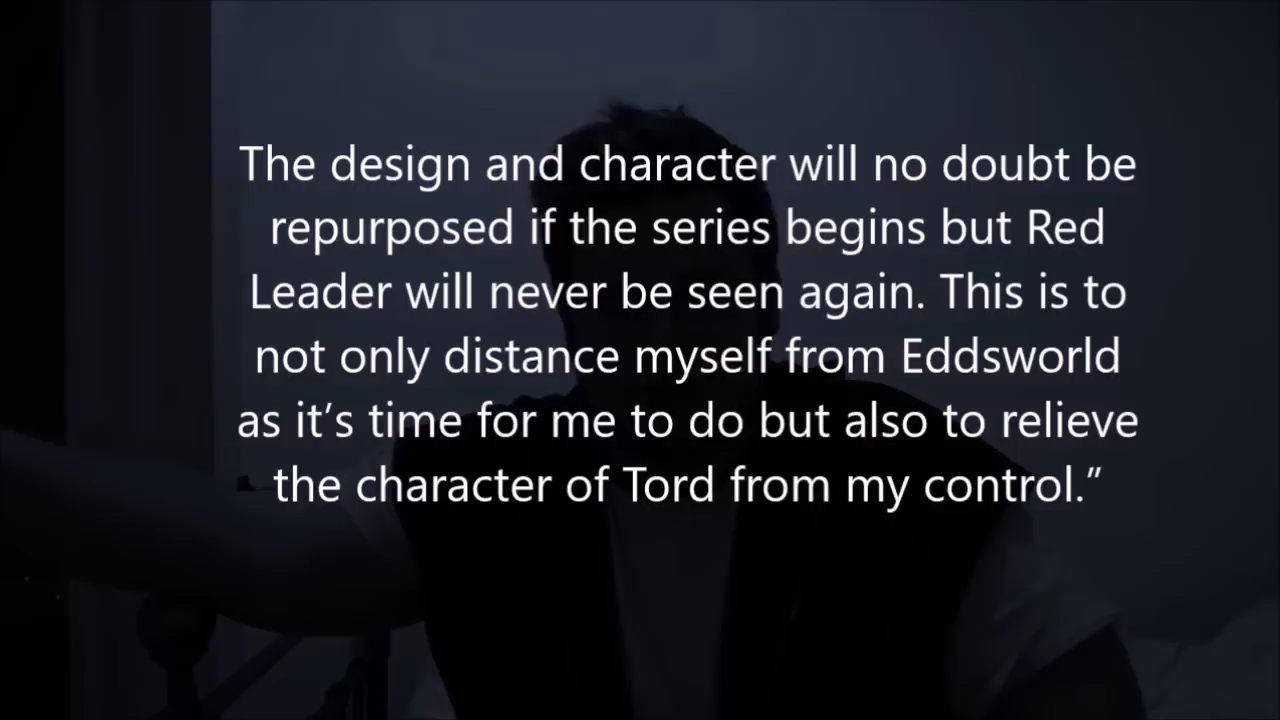 The design and character will no doubt be
repurposed if the series begins but Red
Leader will never be seen again. This is to
not only distance myself from Eddsworld
as it’s time for me to do but also to relieve
the character of Tord from my control.”